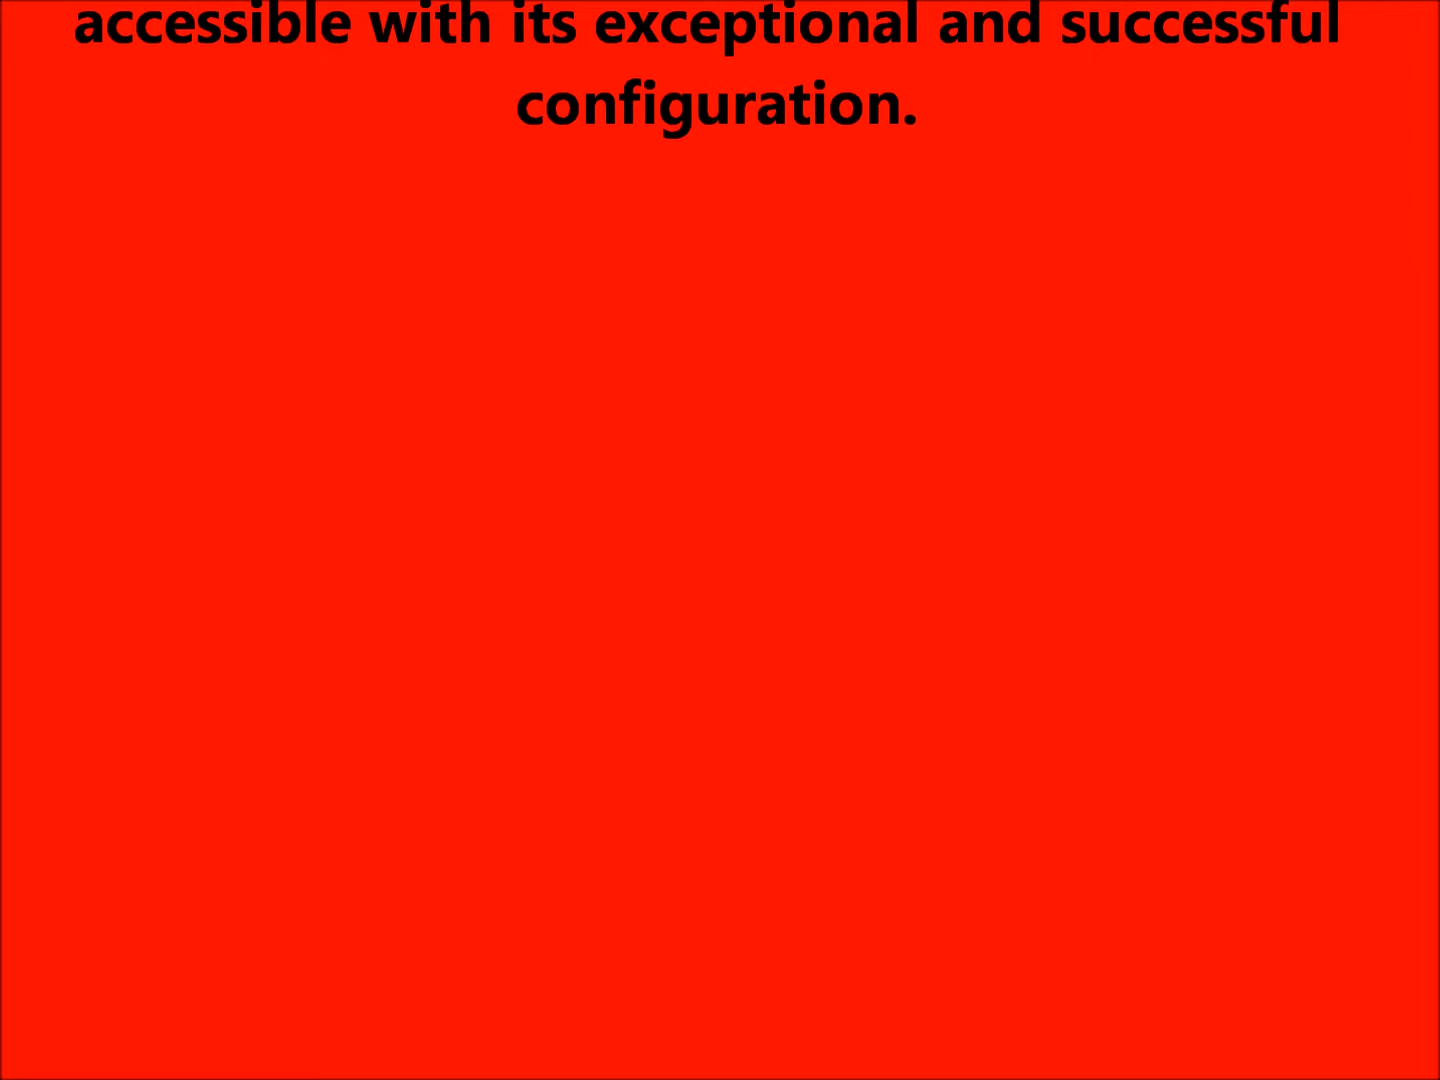 accessible with its exceptional and successful
configuration.